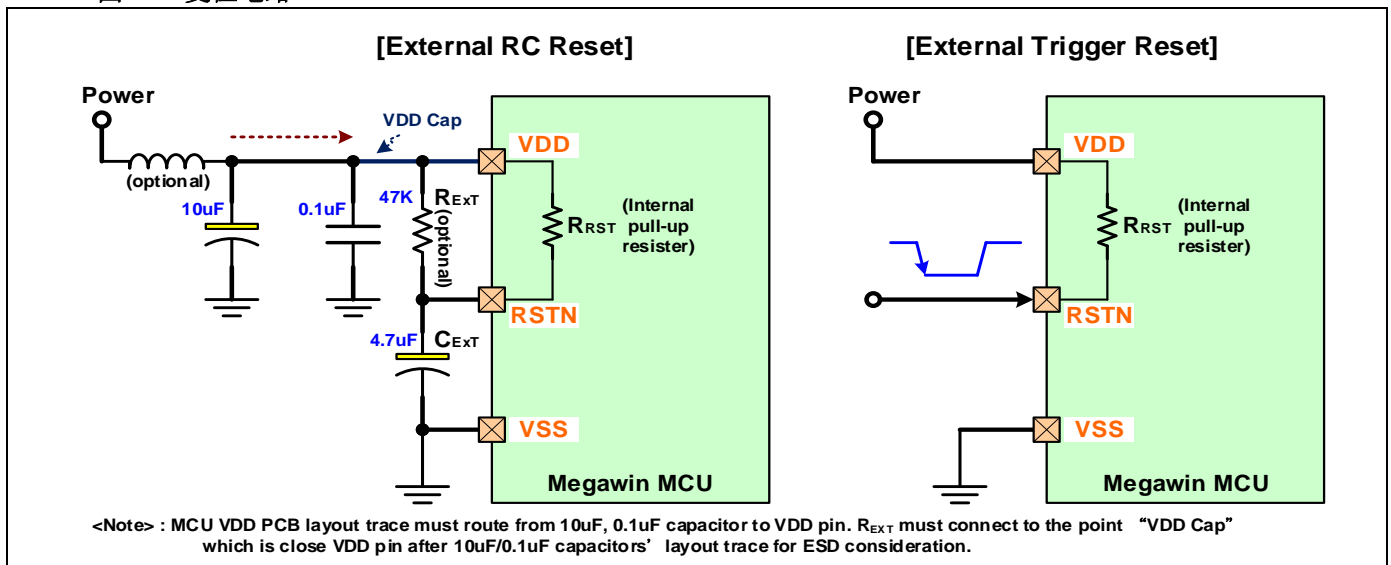 [External RC Reset]
[External Trigger Reset]
Power
VDD Cap
VDD
(optional)
10uF
0.1uF
47K
RExT
(optional)
RRST
(Internal pull-up resister)
RSTN
4.7uF
CExT
VSS
Megawin MCU
Power
VDD
RRST
(Internal pull-up resister)
RSTN
VSS
Megawin MCU
<Note> : MCU VDD PCB layout trace must route from 10uF, 0.1uF capacitor to VDD pin. REXT must connect to the point “VDD Cap”
which is close VDD pin after 10uF/0.1uF capacitors’ layout trace for ESD consideration.